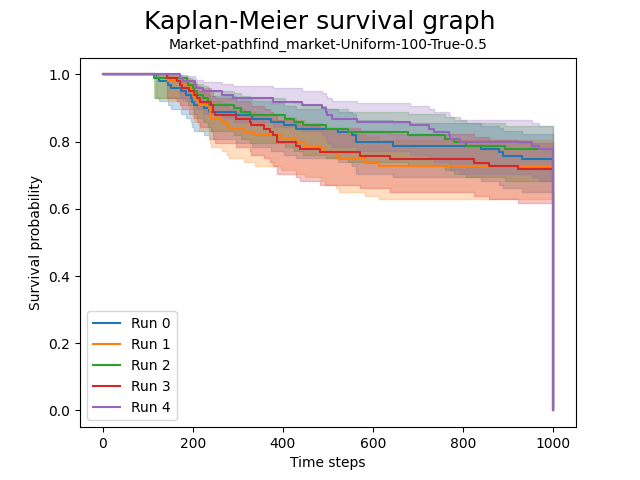 Kaplan-Meier survival graph
Market-pathfind_market-Uniform-100-True-0.5
Survival probability
1.0
0.8
0.6
0.4
0.2
0.0
Run 0
Run 1
Run 2
Run 3
Run 4
0 200 400 600 800 1000
Time steps